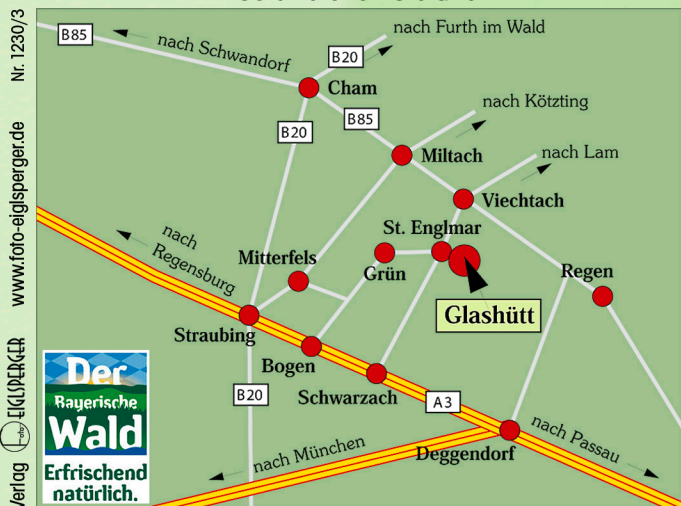 B85
nach Schwandorf
B20
nach Furth im Wald
Cham
B20
B85
nach Kötzting
Miltach
nach Lam
Viechtach
St. Englmar
nach
Regensburg
Mitterfels
Grün
Regen
Glashütt
Straubing
Bogen
Schwarzach
B20
A3
nach München
Deggendorf
nach Passau
Der
Bayerische
Wald
Erfrischend
natürlich.
Verlag Foto EIGLSPERGER www.foto-eiglsperger.de Nr. 1230/3